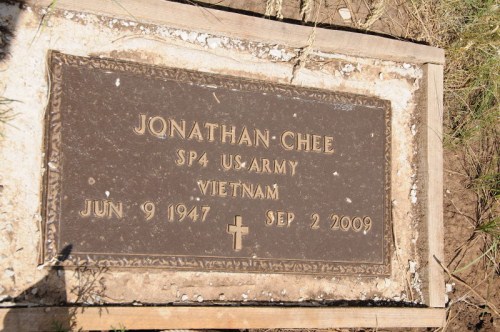 JONATHAN CHEE
SP4 US ARMY
VIETNAM
JUN 9 1947 SEP 2 2009